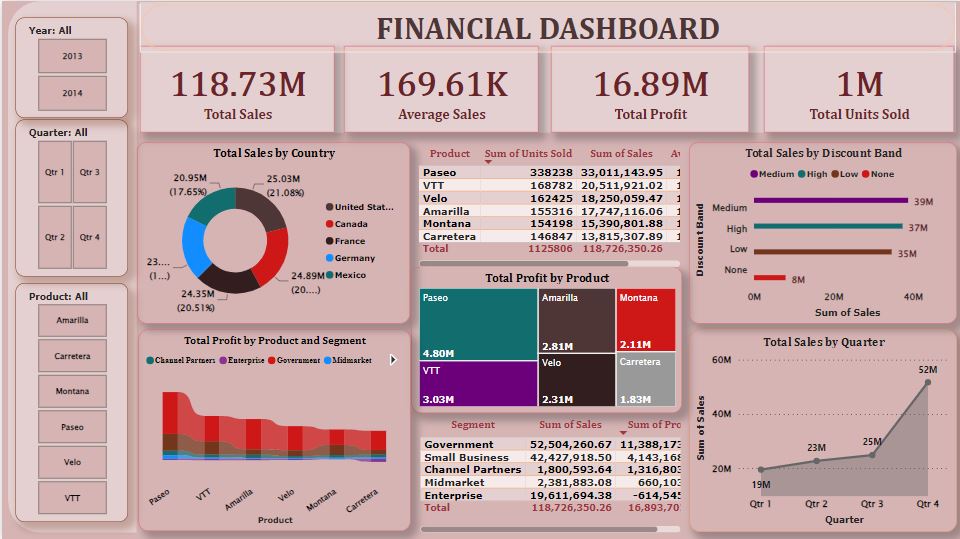 FINANCIAL DASHBOARD
Year: All
2013
2014
Quarter: All
Qtr 1 Qtr 3
Qtr 2 Qtr 4
Product: All
Amarilla
Carretera
Montana
Paseo
Velo
VTT
118.73M
Total Sales
169.61K
Average Sales
16.89M
Total Profit
1M
Total Units Sold
Total Sales by Country
20.95M
(17.65%)
25.03M
(21.08%)
23....
(1...)
24.35M
(20.51%)
24.89M
(20....)
United Stat...
Canada
France
Germany
Mexico
Product Sum of Units Sold Sum of Sales
Paseo 338238 33,011,143.95
VTT 168782 20,511,921.02
Velo 162425 18,250,059.47
Amarilla 155316 17,747,116.06
Montana 154198 15,390,801.88
Carretera 146847 13,815,307.89
Total 1125806 118,726,350.26
Total Sales by Discount Band
Medium High Low None
Discount Band
Medium 39M
High 37M
Low 35M
None 8M
0M 20M 40M
Sum of Sales
Total Profit by Product and Segment
Channel Partners Enterprise Government Midmarket
Paseo VTT Amarilla Velo Montana Carretera
Product
Total Profit by Product
Paseo
4.80M
VTT
3.03M
Amarilla
2.81M
Velo
2.31M
Montana
2.11M
Carretera
1.83M
Segment Sum of Sales Sum of Pro
Government 52,504,260.67 11,388,173
Small Business 42,427,918.50 4,143,168
Channel Partners 1,800,593.64 1,316,803
Midmarket 2,381,883.08 660,103
Enterprise 19,611,694.38 -614,545
Total 118,726,350.26 16,893,702
Total Sales by Quarter
Sum of Sales
60M
40M
20M
19M
23M
25M
52M
Qtr 1 Qtr 2 Qtr 3 Qtr 4
Quarter